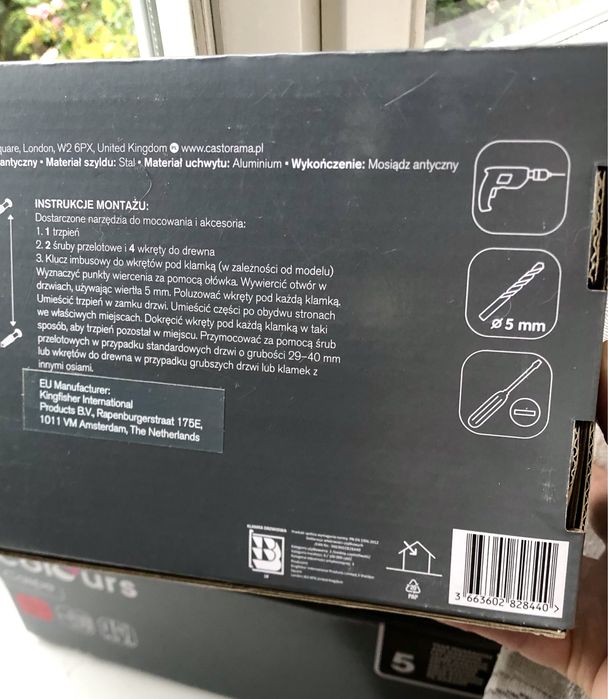 quare, London, W2 6PX, United Kingdom www.castorama.pl
antyczny • Materiał szyldu: Stal • Materiał uchwytu: Aluminium • Wykończenie: Mosiądz antyczny
INSTRUKCJE MONTAŻU:
Dostarczone narzędzia do mocowania i akcesoria:
1. 1 trzpień
2. 2 śruby przelotowe i 4 wkręty do drewna
3. Klucz imbusowy do wkrętów pod klamką (w zależności od modelu)
Wyznaczyć punkty wiercenia za pomocą ołówka. Wywiercić otwór w
drzwiach, używając wiertła 5 mm. Poluzować wkręty pod każdą klamką.
Umieścić trzpień w zamku drzwi. Umieścić części po obydwu stronach
we właściwych miejscach. Dokręcić wkręty pod każdą klamką w taki
sposób, aby trzpień pozostał w miejscu. Przymocować za pomocą śrub
przelotowych w przypadku standardowych drzwi o grubości 29–40 mm
lub wkrętów do drewna w przypadku grubszych drzwi lub klamek z
innymi osiami.
EU Manufacturer:
Kingfisher International
Products B.V., Rapenburgerstraat 175E,
1011 VM Amsterdam, The Netherlands
ø 5 mm
KLAMKA DRZWIOWA
B
20
PAP
3 663602 828440 >
Colours
5